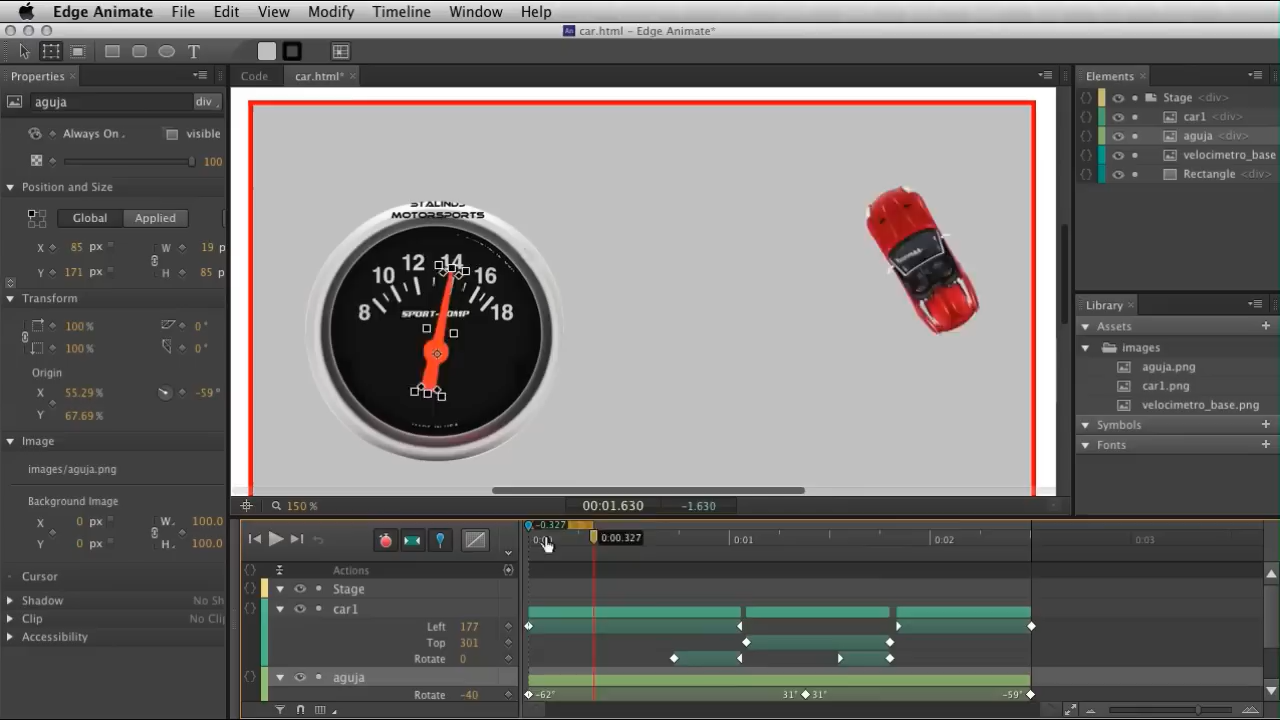 Edge Animate File Edit View Modify Timeline Window Help
An car.html - Edge Animate*
T
Properties × Code car.html* × Elements ×
aguja div
Always On . visible
100
Position and Size
Global Applied
X 85 px W 19 px
Y 171 px H 85 px
Transform
100% 0°
100% 0°
Origin
X 55.29% -59°
Y 67.69%
Image
images/aguja.png
Background Image
X 0 px W. 100.0
Y 0 px H. 100.0
Cursor
Shadow No Sh
Clip No Cli
Accessibility
STALINDS
MOTORSPORTS
8 10 12 14 16 18
SPORT-COMP
Stage <div>
car1 <div>
aguja <div>
velocimetro_base
Rectangle <div>
Library ×
Assets +
images
aguja.png
car1.png
velocimetro_base.png
Symbols +
Fonts +
150 % 00:01.630 -1.630
-0.327
0:00.327
0:01 0:02 0:03
Actions
Stage
car1
Left 177
Top 301
Rotate 0
aguja
Rotate -40 -62° 31° 31° -59°